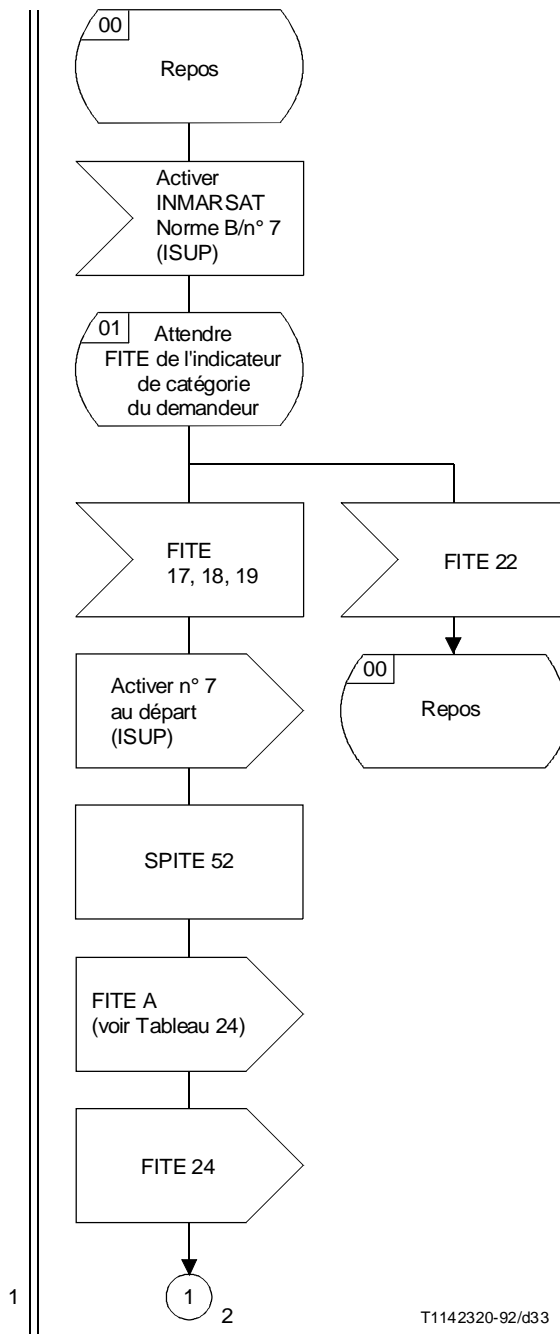 00
Repos
Activer
INMARSAT
Norme B/n° 7
(ISUP)
01
Attendre
FITE de l'indicateur
de catégorie
du demandeur
FITE
17, 18, 19
FITE 22
Activer n° 7
au départ
(ISUP)
00
Repos
SPITE 52
FITE A
(voir Tableau 24)
FITE 24
1
1
2
T1142320-92/d33